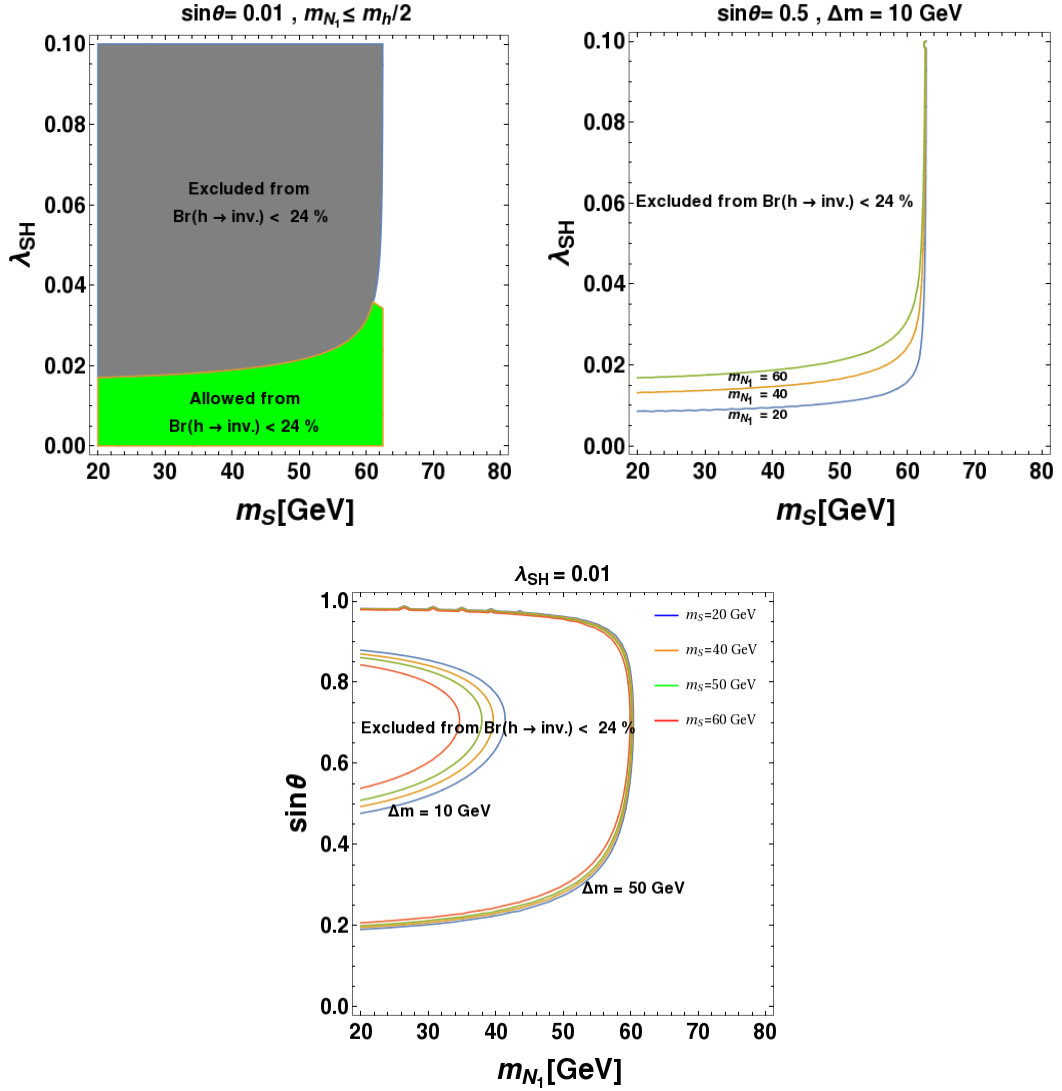 sinθ= 0.01 , m_N₁ ≤ m_h/2
0.10
0.08
0.06
0.04
0.02
0.00
λ_SH
Excluded from
Br(h → inv.) < 24 %
Allowed from
Br(h → inv.) < 24 %
20 30 40 50 60 70 80
m_S[GeV]
sinθ= 0.5 , Δm = 10 GeV
0.10
0.08
0.06
0.04
0.02
0.00
λ_SH
Excluded from Br(h → inv.) < 24 %
m_N₁ = 60
m_N₁ = 40
m_N₁ = 20
20 30 40 50 60 70 80
m_S[GeV]
λ_SH = 0.01
1.0
0.8
0.6
0.4
0.2
0.0
sinθ
m_S=20 GeV
m_S=40 GeV
m_S=50 GeV
m_S=60 GeV
Excluded from Br(h → inv.) < 24 %
Δm = 10 GeV
Δm = 50 GeV
20 30 40 50 60 70 80
m_N₁[GeV]